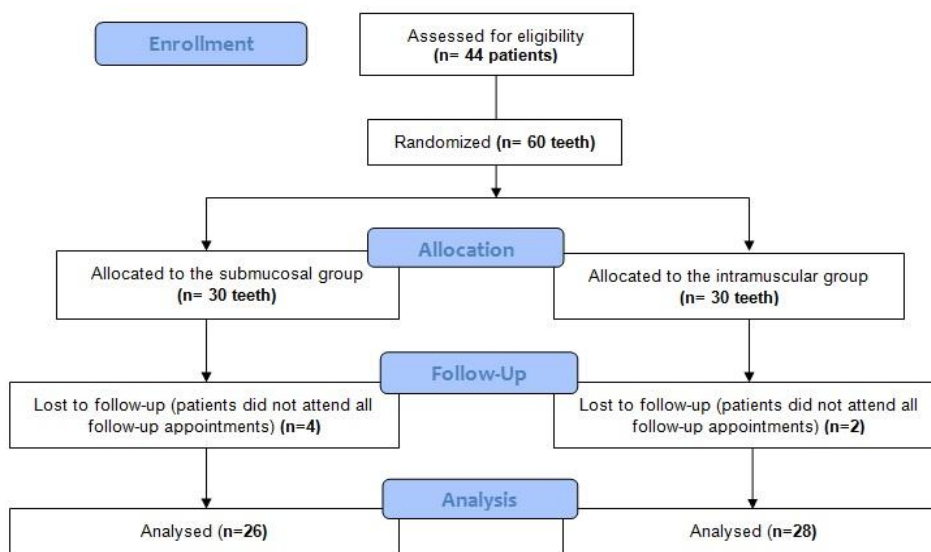 Enrollment
Assessed for eligibility
(n= 44 patients)
Randomized (n= 60 teeth)
Allocation
Allocated to the submucosal group
(n= 30 teeth)
Allocated to the intramuscular group
(n= 30 teeth)
Follow-Up
Lost to follow-up (patients did not attend all
follow-up appointments) (n=4)
Lost to follow-up (patients did not attend all
follow-up appointments) (n=2)
Analysis
Analysed (n=26)
Analysed (n=28)